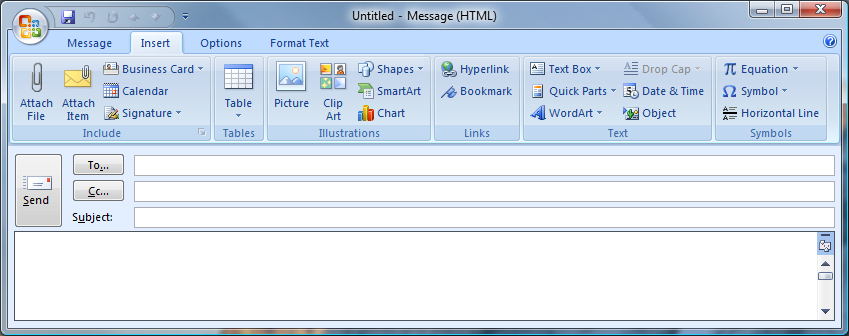 Untitled - Message (HTML)
Message Insert Options Format Text
Attach File
Attach Item
Business Card
Calendar
Signature
Include
Table
Tables
Picture
Clip Art
Shapes
SmartArt
Chart
Illustrations
Hyperlink
Bookmark
Links
Text Box
Quick Parts
WordArt
Drop Cap
Date & Time
Object
Text
Equation
Symbol
Horizontal Line
Symbols
Send
To...
Cc...
Subject: